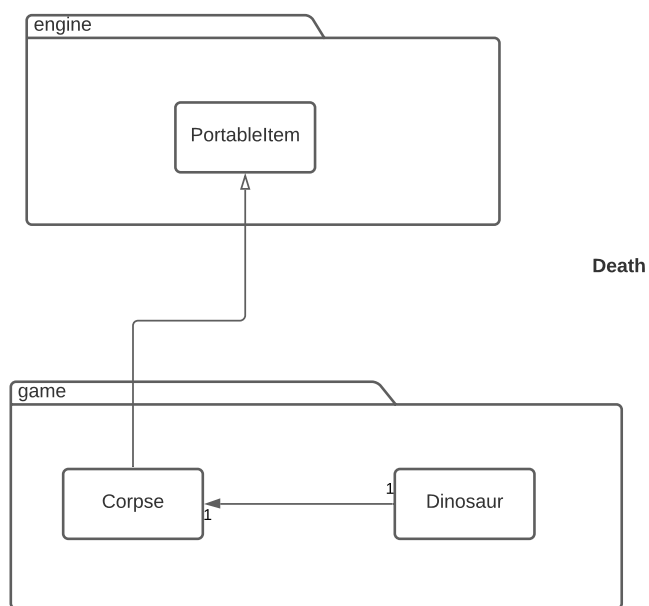 engine
PortableItem
Death
game
Corpse
1
1
Dinosaur